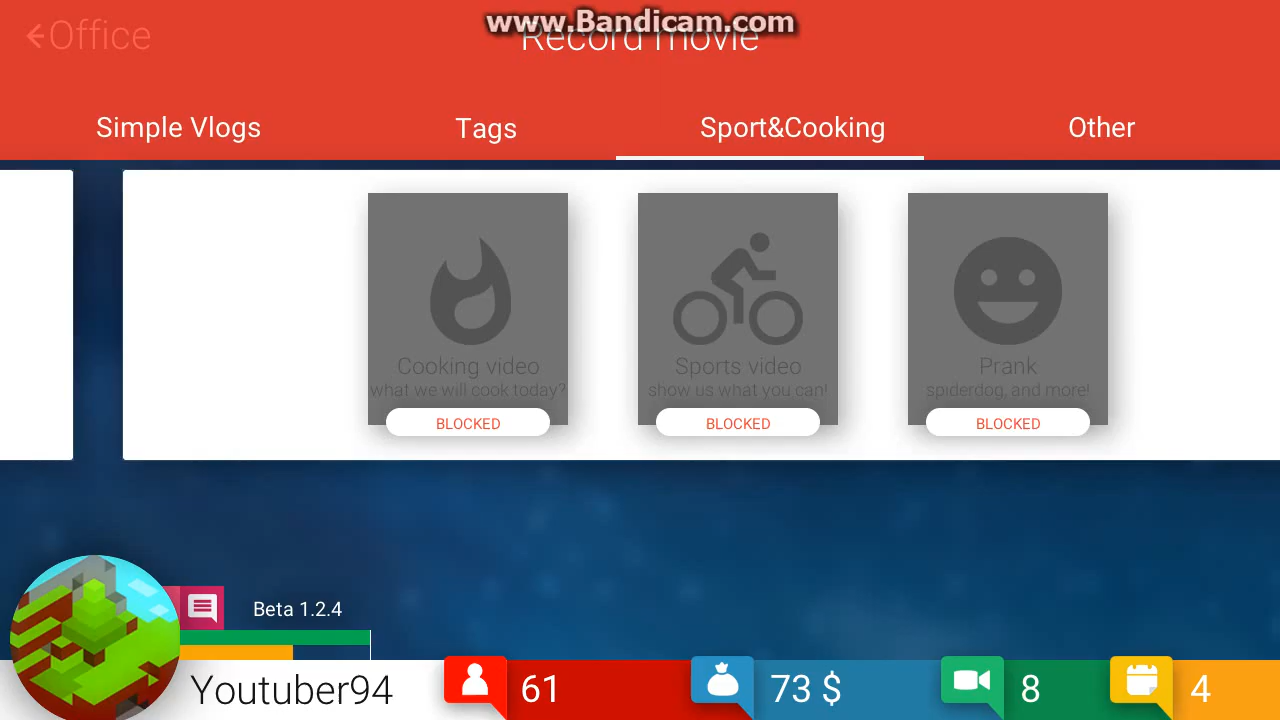 www.Bandicam.com
Office
Record movie
Simple Vlogs
Tags
Sport&Cooking
Other
Cooking video
what we will cook today?
BLOCKED
Sports video
show us what you can!
BLOCKED
Prank
spiderdog, and more!
BLOCKED
Beta 1.2.4
Youtuber94
61
73 $
8
4